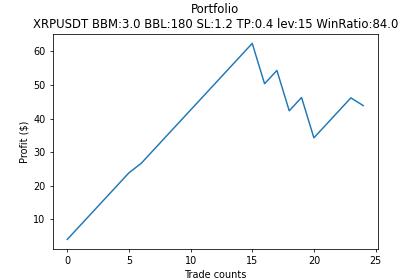 Portfolio
XRPUSDT BBM:3.0 BBL:180 SL:1.2 TP:0.4 lev:15 WinRatio:84.0
60
50
40
30
20
10
Profit ($)
0 5 10 15 20 25
Trade counts